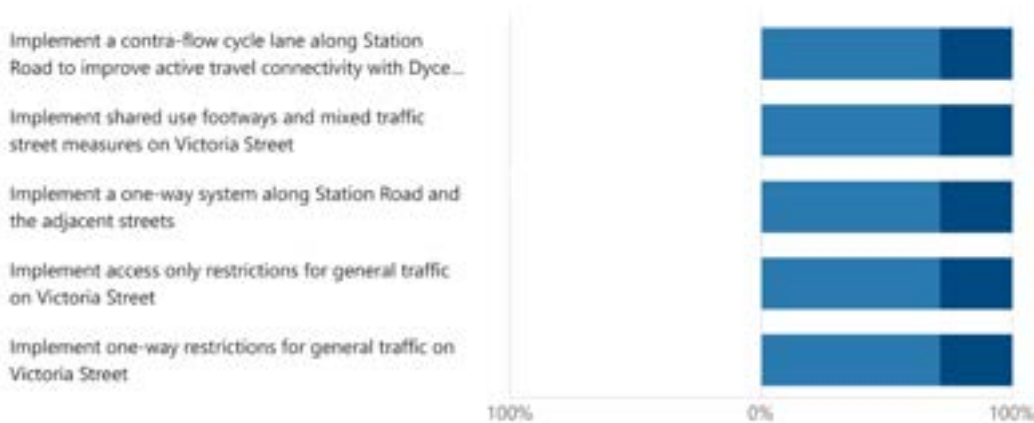 Implement a contra-flow cycle lane along Station
Road to improve active travel connectivity with Dyce...
Implement shared use footways and mixed traffic
street measures on Victoria Street
Implement a one-way system along Station Road and
the adjacent streets
Implement access only restrictions for general traffic
on Victoria Street
Implement one-way restrictions for general traffic on
Victoria Street
100% 0% 100%